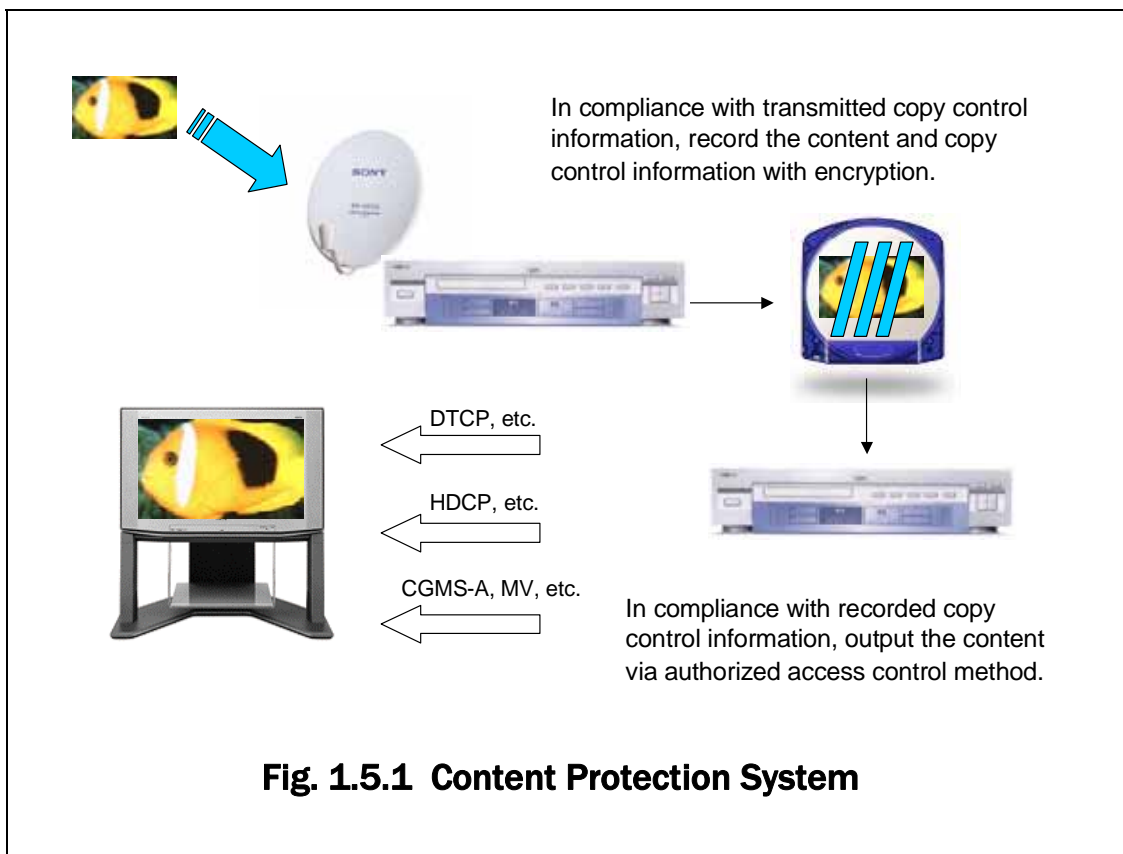 In compliance with transmitted copy control
information, record the content and copy
control information with encryption.
SONY
DTCP, etc.
HDCP, etc.
CGMS-A, MV, etc.
In compliance with recorded copy
control information, output the content
via authorized access control method.
Fig. 1.5.1 Content Protection System